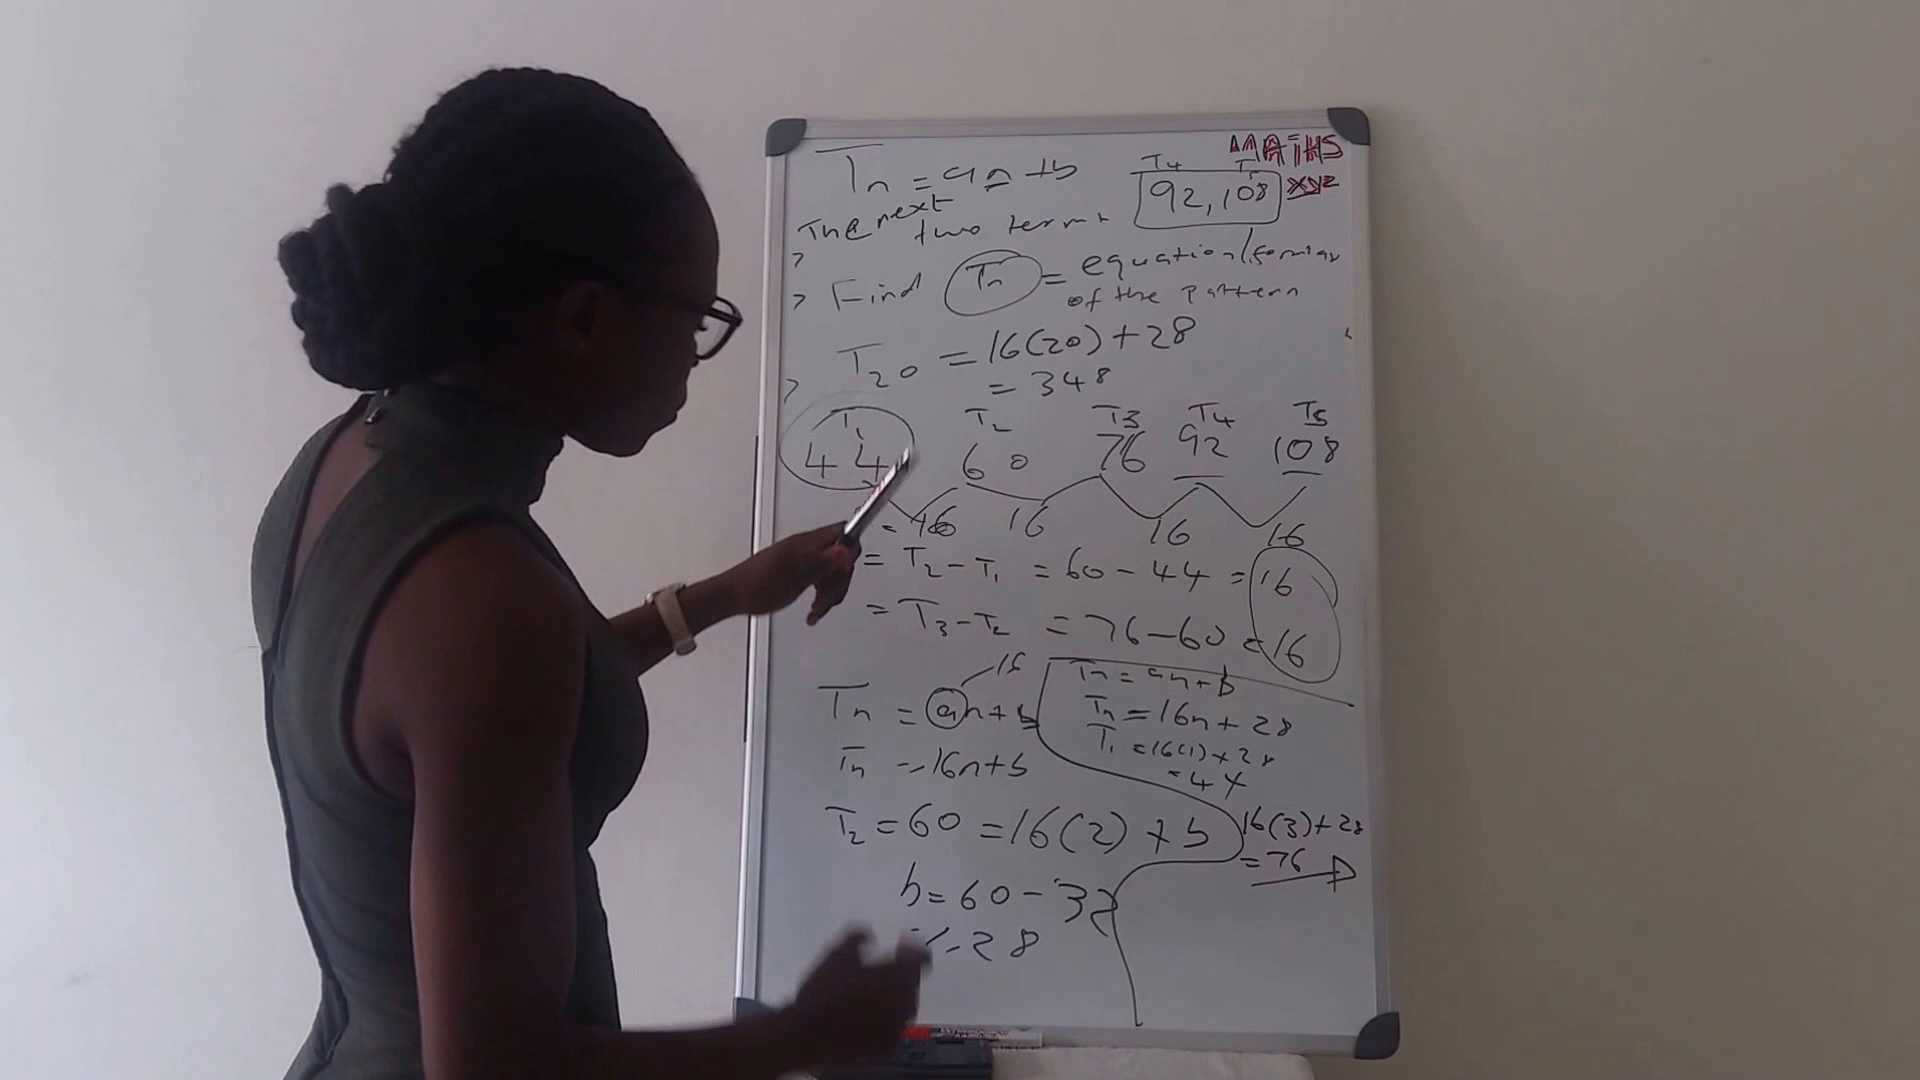 MATHS
xyz
Tn = an + b
T4 T5
92, 108
> The next two terms
> Find Tn = equation/formular
of the pattern
> T20 = 16(20) + 28
= 348
T1 T2 T3 T4 T5
44 60 76 92 108
= 16 16 16 16
= T2 - T1 = 60 - 44 = 16
= T3 - T2 = 76 - 60 = 16
16
Tn = an + b
Tn = 16n + b
T2 = 60 = 16(2) + b
b = 60 - 32
= 28
Tn = an + b
Tn = 16n + 28
T1 = 16(1) + 28
= 44
16(3) + 28
= 76